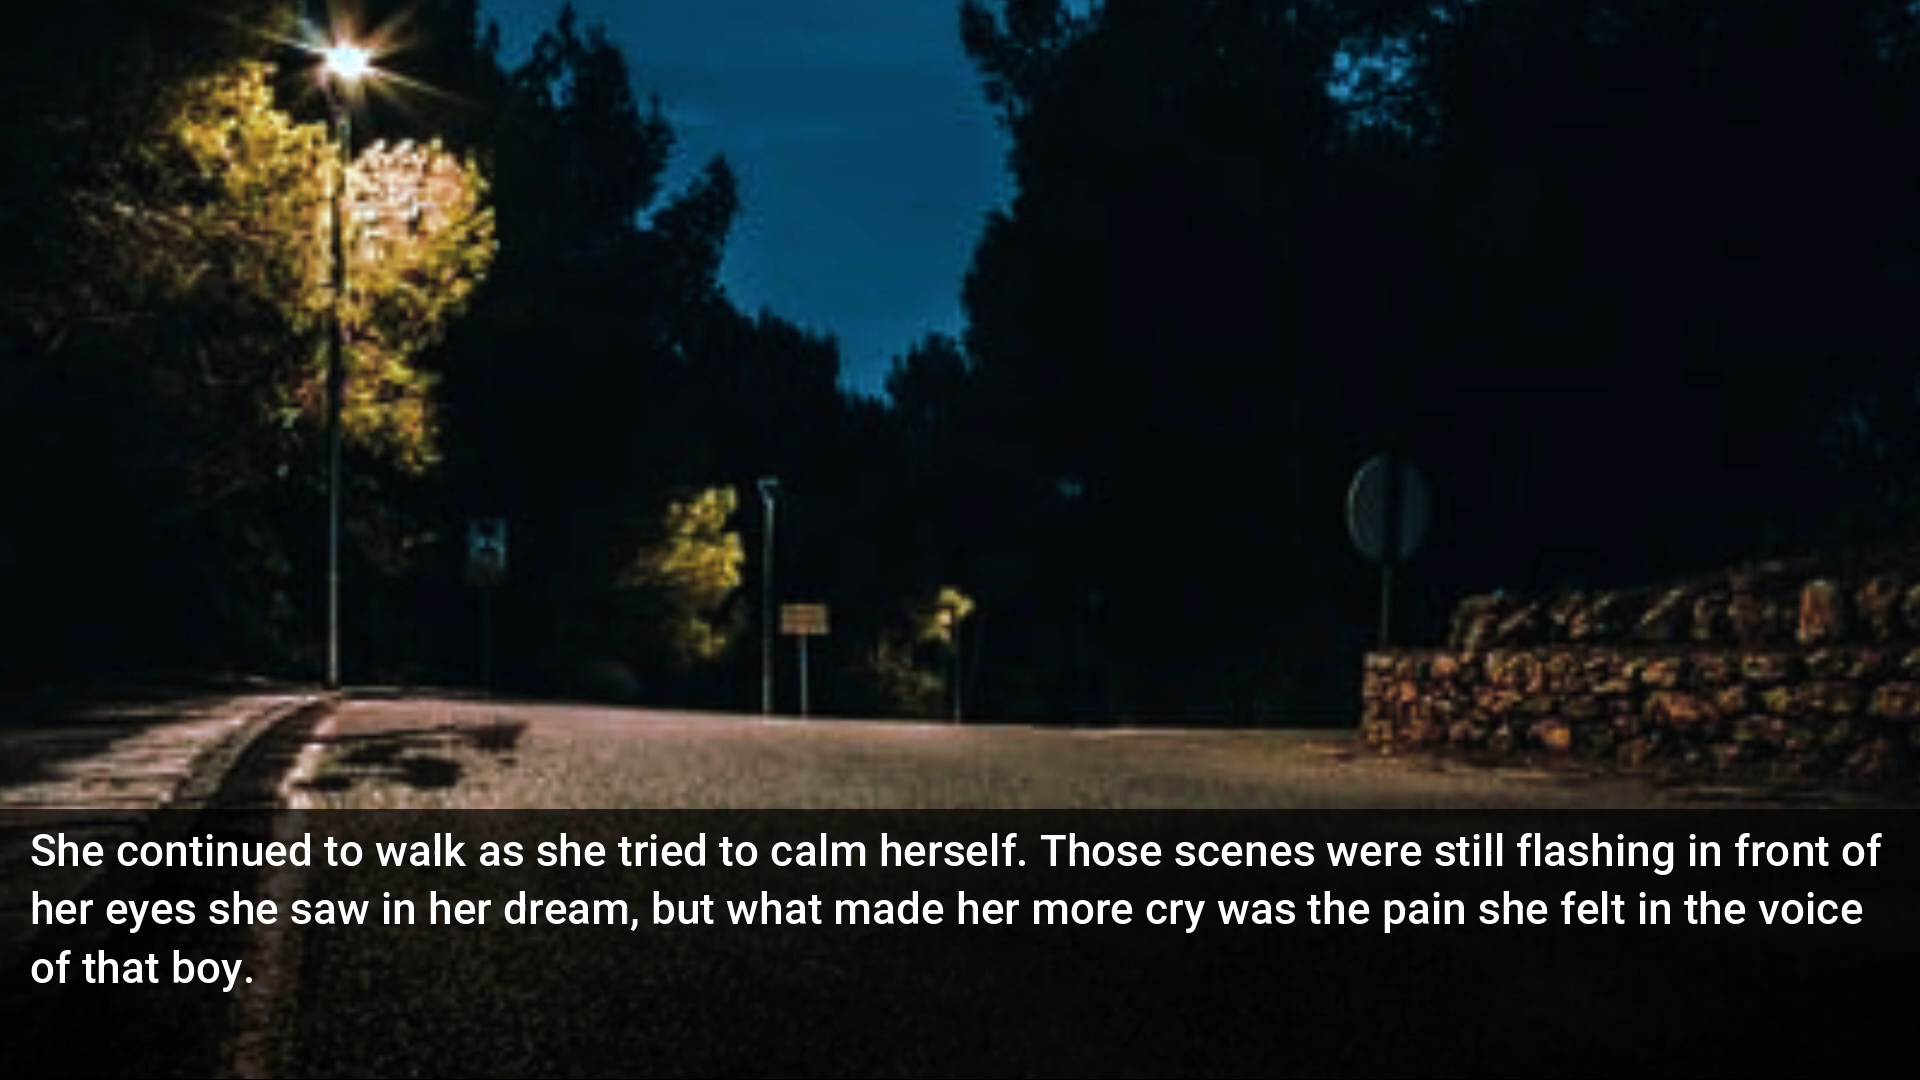 She continued to walk as she tried to calm herself. Those scenes were still flashing in front of
her eyes she saw in her dream, but what made her more cry was the pain she felt in the voice
of that boy.